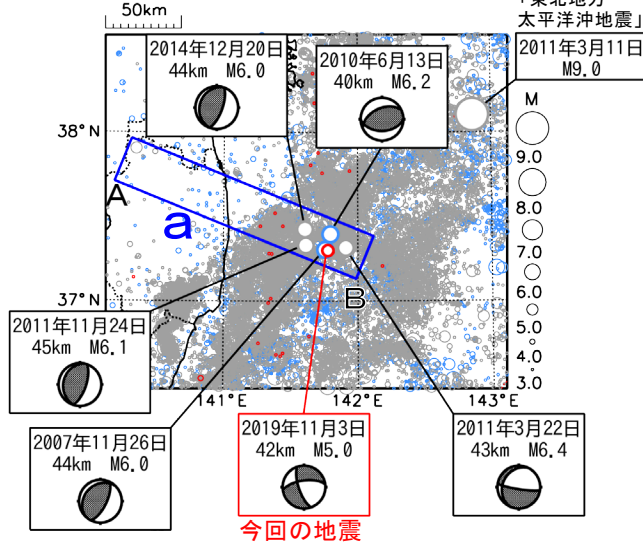 50km
「東北地方
太平洋沖地震」
2011年3月11日
M9.0
2014年12月20日
44km M6.0
2010年6月13日
40km M6.2
38°N
37°N
A
a
B
M
9.0
8.0
7.0
6.0
5.0
4.0
3.0
2011年11月24日
45km M6.1
141°E
142°E
143°E
2007年11月26日
44km M6.0
2019年11月3日
42km M5.0
今回の地震
2011年3月22日
43km M6.4